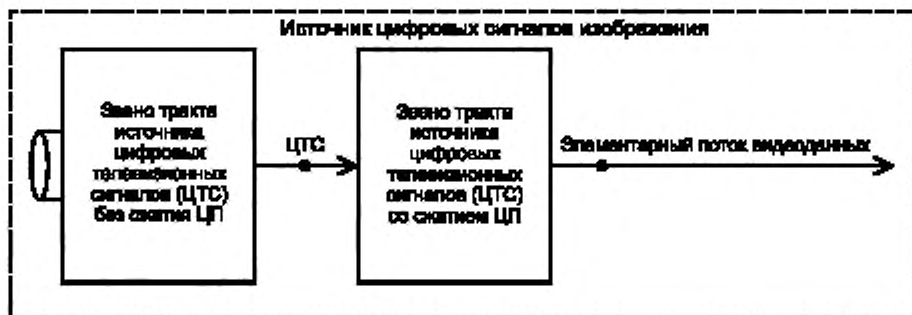 Источник цифровых сигналов изображения
Звено тракта
источника
цифровых
телевизионных
сигналов (ЦТС)
без сжатия ЦП
ЦТС
Звено тракта
источника
цифровых
телевизионных
сигналов (ЦТС)
со сжатием ЦП
Элементарный поток видеоданных